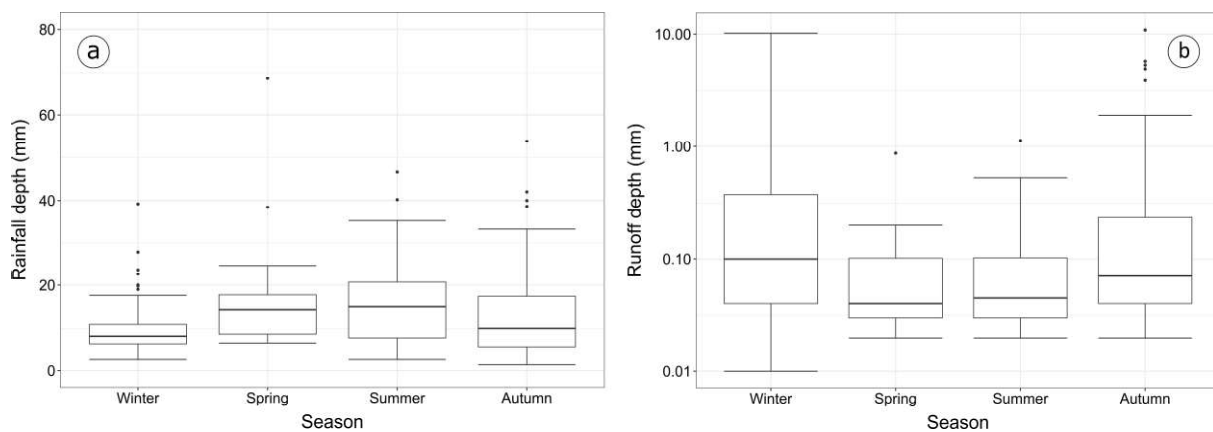 a
80
60
40
20
0
Rainfall depth (mm)
Winter Spring Summer Autumn
Season
b
10.00
1.00
0.10
0.01
Runoff depth (mm)
Winter Spring Summer Autumn
Season